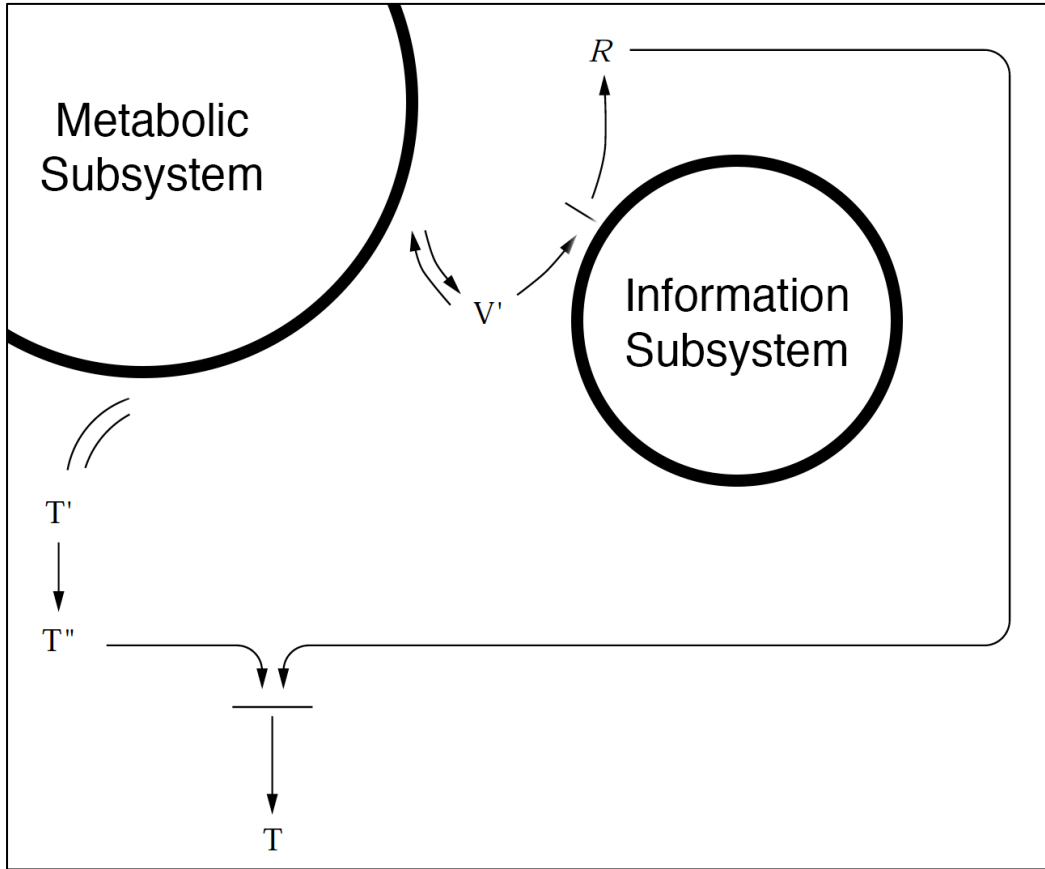 R
Metabolic
Subsystem
Information
Subsystem
V'
T'
T"
T